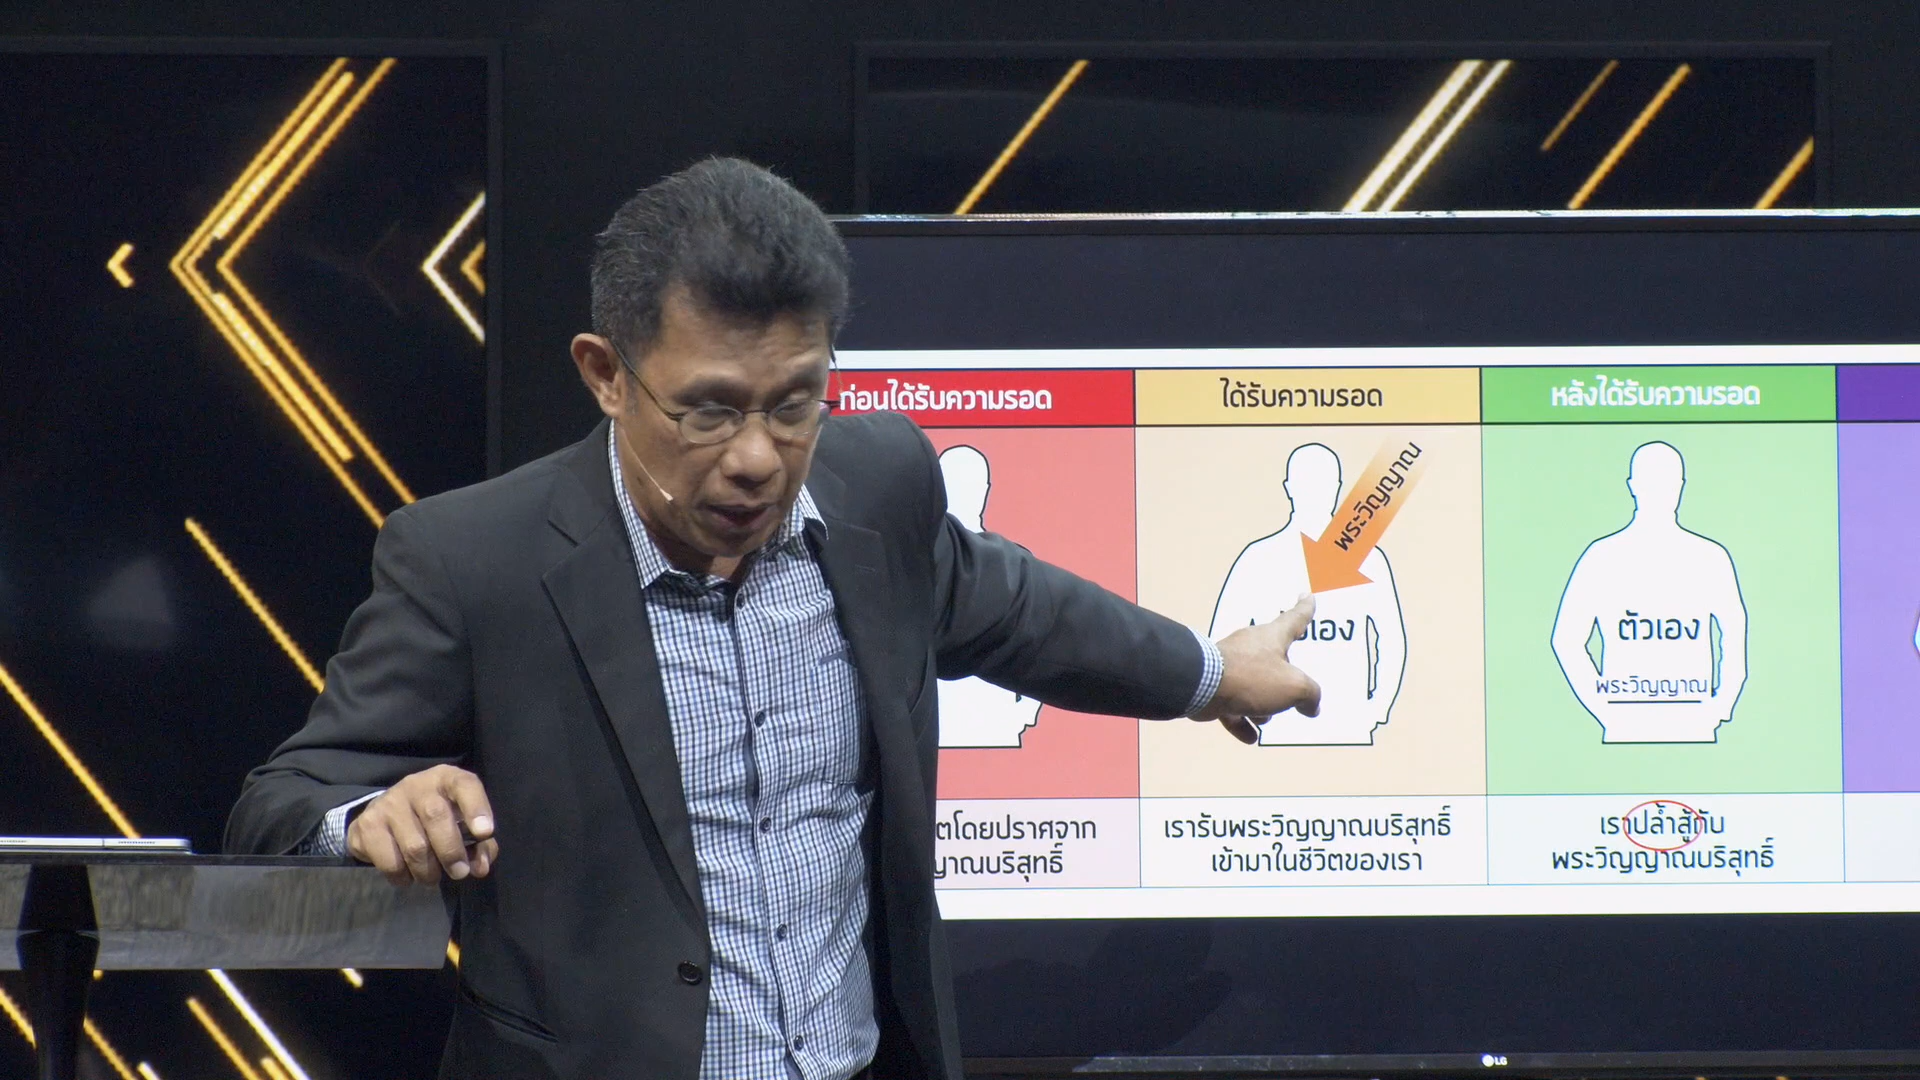 ก่อนได้รับความรอด
ได้รับความรอด
หลังได้รับความรอด
พระวิญญาณ
ตัวเอง
พระวิญญาณ
โดยปราศจาก
ญาณบริสุทธิ์
เรารับพระวิญญาณบริสุทธิ์
เข้ามาในชีวิตของเรา
เราปล้ำสู้กับ
พระวิญญาณบริสุทธิ์
LG